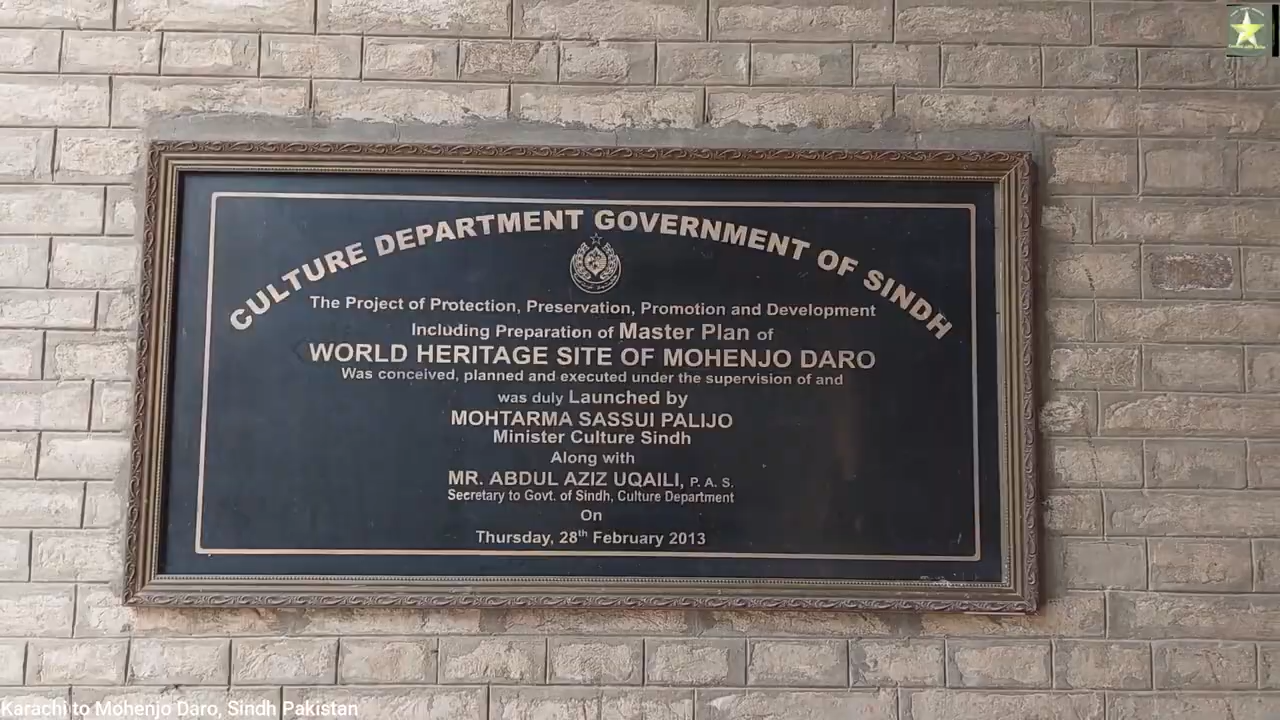 CULTURE DEPARTMENT GOVERNMENT OF SINDH
The Project of Protection, Preservation, Promotion and Development
Including Preparation of Master Plan of
WORLD HERITAGE SITE OF MOHENJO DARO
Was conceived, planned and executed under the supervision of and
was duly Launched by
MOHTARMA SASSUI PALIJO
Minister Culture Sindh
Along with
MR. ABDUL AZIZ UQAILI, P. A. S.
Secretary to Govt. of Sindh, Culture Department
On
Thursday, 28th February 2013
Karachi to Mohenjo Daro, Sindh Pakistan